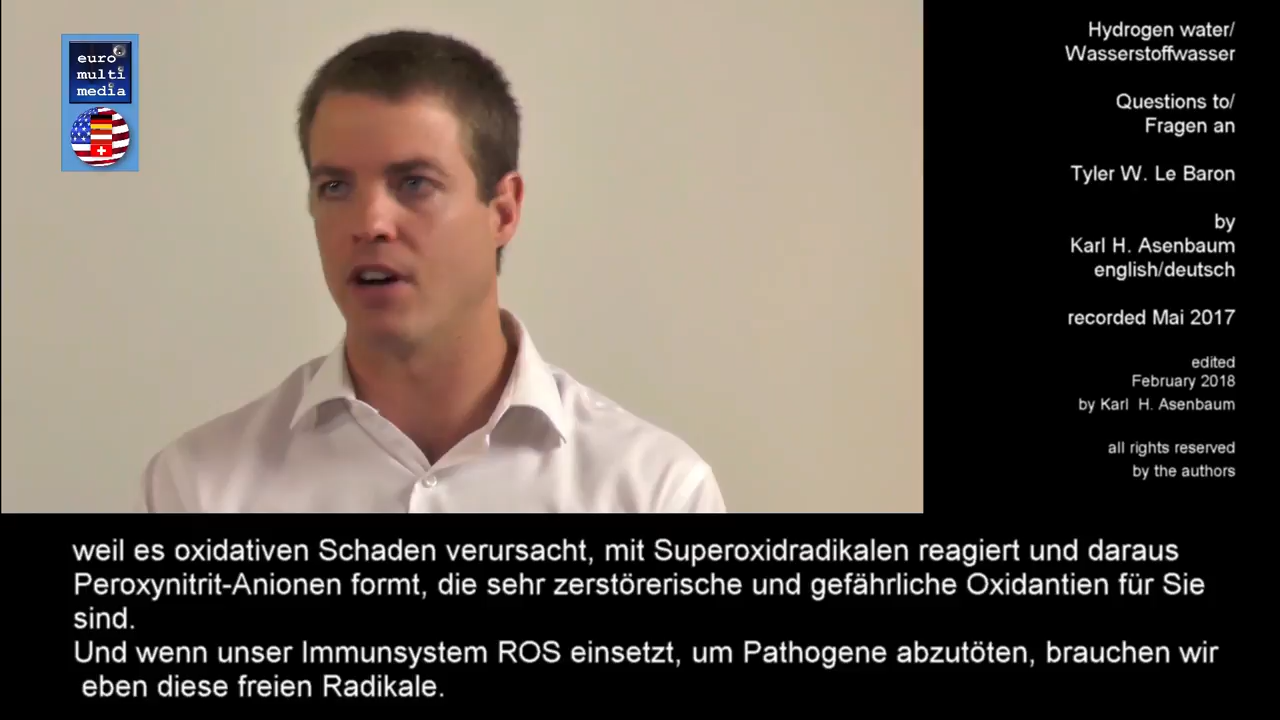 euro
multi
media
Hydrogen water/
Wasserstoffwasser
Questions to/
Fragen an
Tyler W. Le Baron
by
Karl H. Asenbaum
english/deutsch
recorded Mai 2017
edited
February 2018
by Karl H. Asenbaum
all rights reserved
by the authors
weil es oxidativen Schaden verursacht, mit Superoxidradikalen reagiert und daraus
Peroxynitrit-Anionen formt, die sehr zerstörerische und gefährliche Oxidantien für Sie
sind.
Und wenn unser Immunsystem ROS einsetzt, um Pathogene abzutöten, brauchen wir
eben diese freien Radikale.